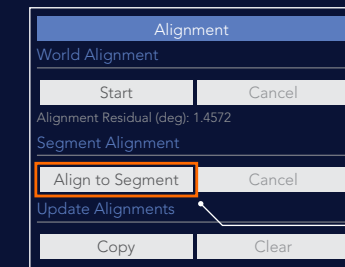 Alignment
World Alignment
Start Cancel
Alignment Residual (deg): 1.4572
Segment Alignment
Align to Segment Cancel
Update Alignments
Copy Clear